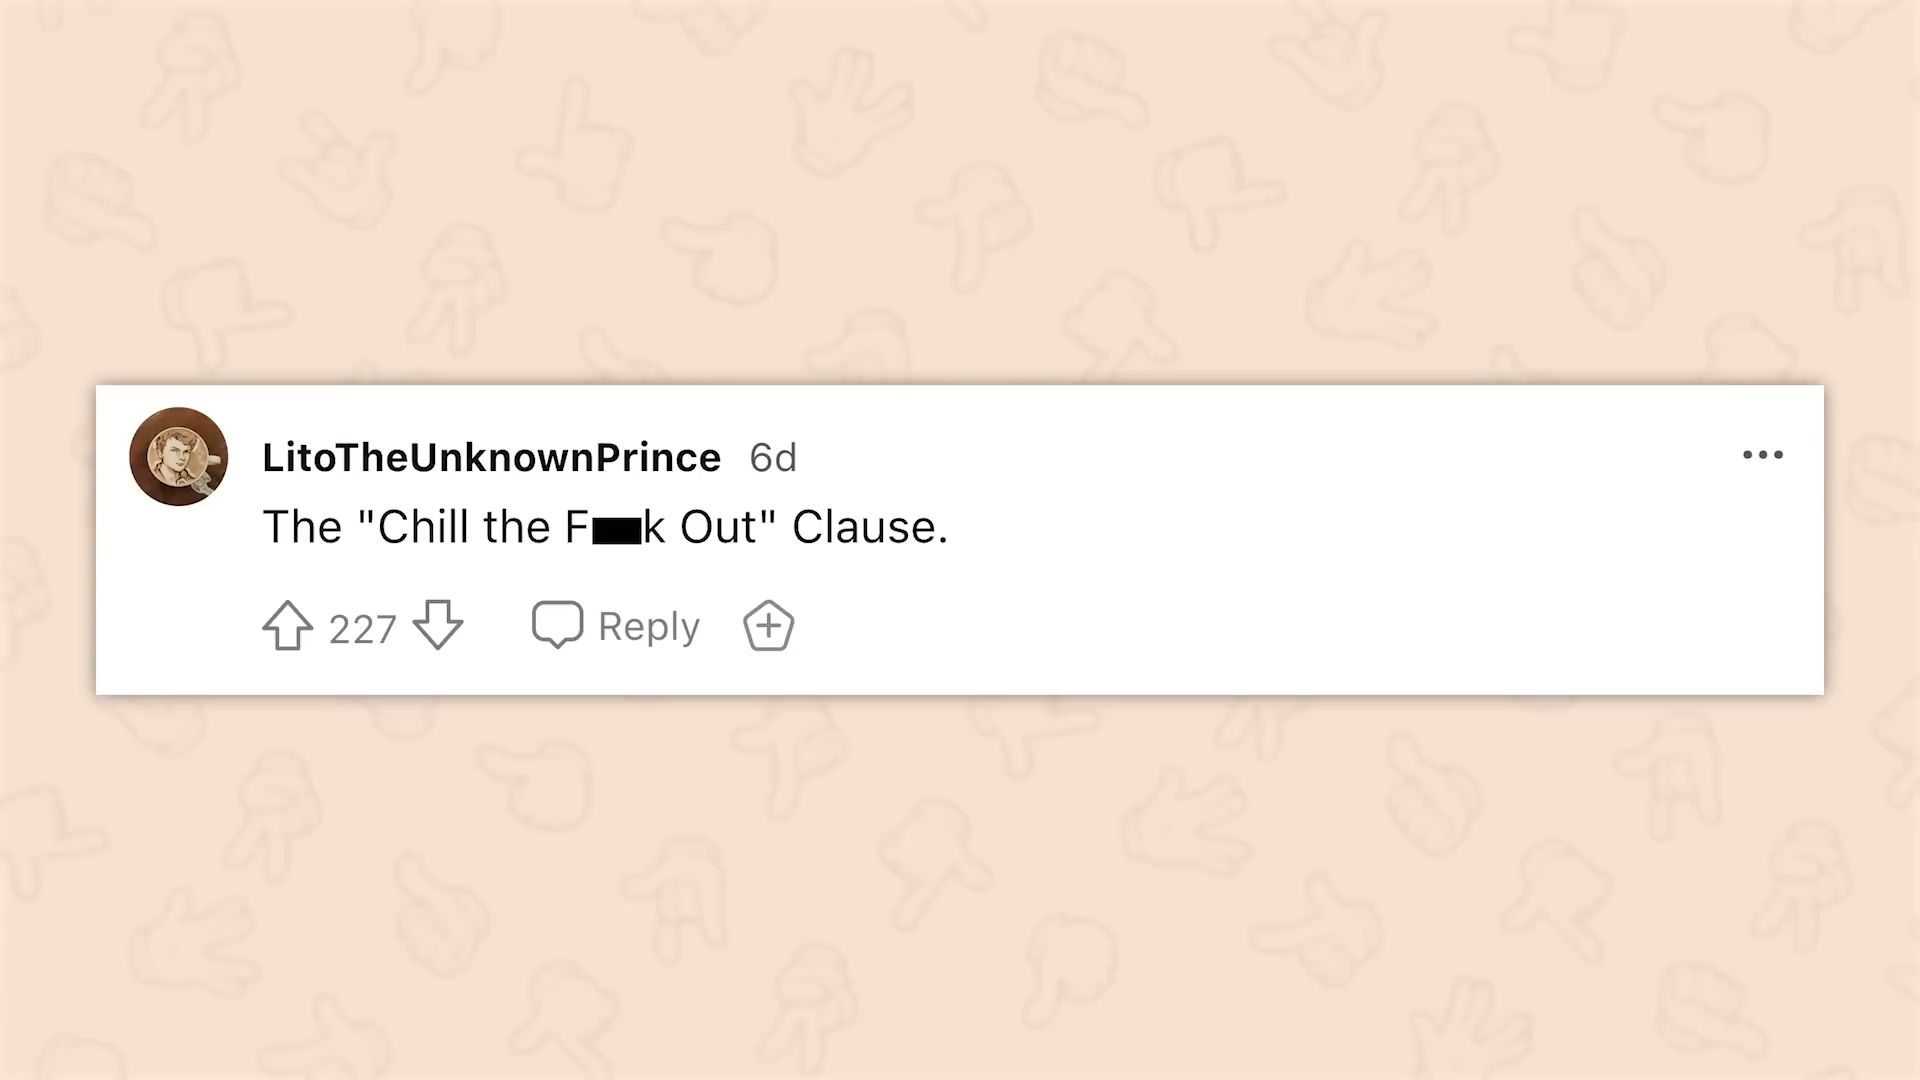 LitoTheUnknownPrince 6d
The "Chill the F█k Out" Clause.
227 Reply